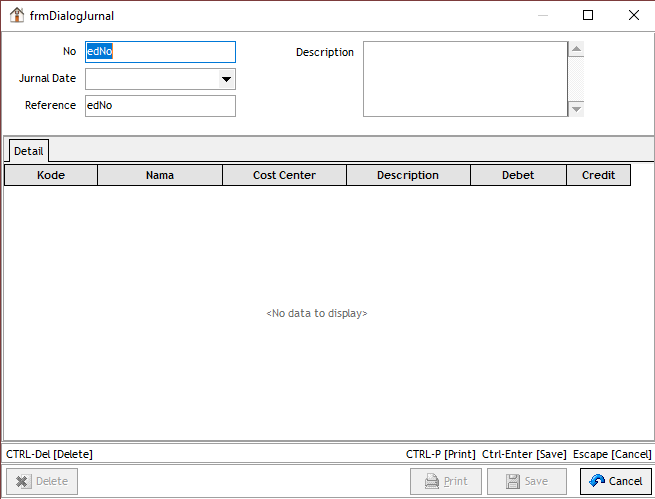 frmDialogJurnal
No edNo Description
Jurnal Date
Reference edNo
Detail
Kode Nama Cost Center Description Debet Credit
<No data to display>
CTRL-Del [Delete] CTRL-P [Print] Ctrl-Enter [Save] Escape [Cancel]
Delete Print Save Cancel